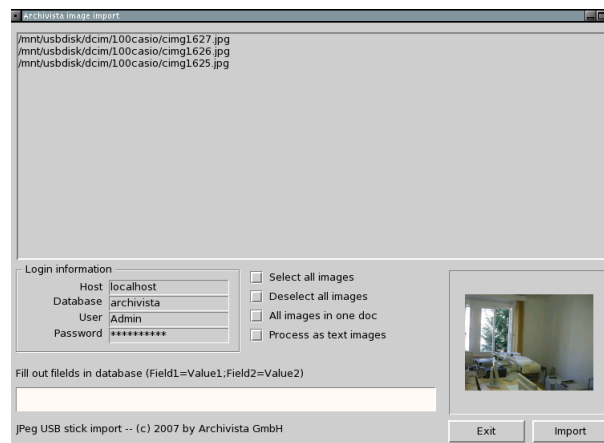 Archivista image import
/mnt/usbdisk/dcim/100casio/cimg1627.jpg
/mnt/usbdisk/dcim/100casio/cimg1626.jpg
/mnt/usbdisk/dcim/100casio/cimg1625.jpg
Login information
Host localhost
Database archivista
User Admin
Password **********
Select all images
Deselect all images
All images in one doc
Process as text images
Fill out filelds in database (Field1=Value1;Field2=Value2)
JPeg USB stick import -- (c) 2007 by Archivista GmbH
Exit
Import